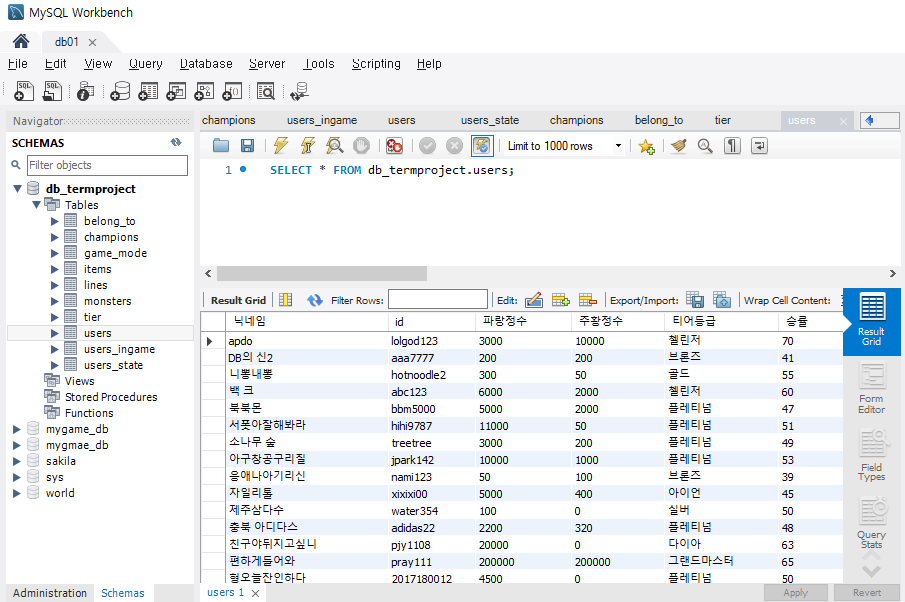 MySQL Workbench
db01
File Edit View Query Database Server Tools Scripting Help
Navigator
SCHEMAS
Filter objects
db_termproject
Tables
belong_to
champions
game_mode
items
lines
monsters
tier
users
users_ingame
users_state
Views
Stored Procedures
Functions
mygame_db
mygmae_db
sakila
sys
world
Administration Schemas
champions users_ingame users users_state champions belong_to tier users
Limit to 1000 rows
1 SELECT * FROM db_termproject.users;
Result Grid Filter Rows: Edit: Export/Import: Wrap Cell Content:
닉네임 id 파랑정수 주황정수 티어등급 승률
apdo lolgod123 3000 10000 첼린저 70
DB의 신2 aaa7777 200 200 브론즈 41
니뽕내뽕 hotnoodle2 300 50 골드 55
백 크 abc123 6000 2000 첼린저 60
북북몬 bbm5000 5000 2000 플레티넘 47
서폿아잘해봐라 hihi9787 11000 50 플레티넘 51
소나무 숲 treetree 3000 200 플레티넘 49
아구창공구리질 jpark142 10000 1000 플레티넘 53
응애나아기리신 nami123 50 100 브론즈 39
자일리톨 xixixi00 5000 400 아이언 45
제주삼다수 water354 100 0 실버 50
충북 아디다스 adidas22 2200 320 플레티넘 48
친구야뒤지고싶니 pjy1108 20000 0 다이아 63
편하게들어와 pray111 200000 200000 그랜드마스터 65
형오늘잔인하다 2017180012 4500 0 플레티넘 50
Result
Grid
Form
Editor
Field
Types
Query
Stats
users 1
Apply Revert